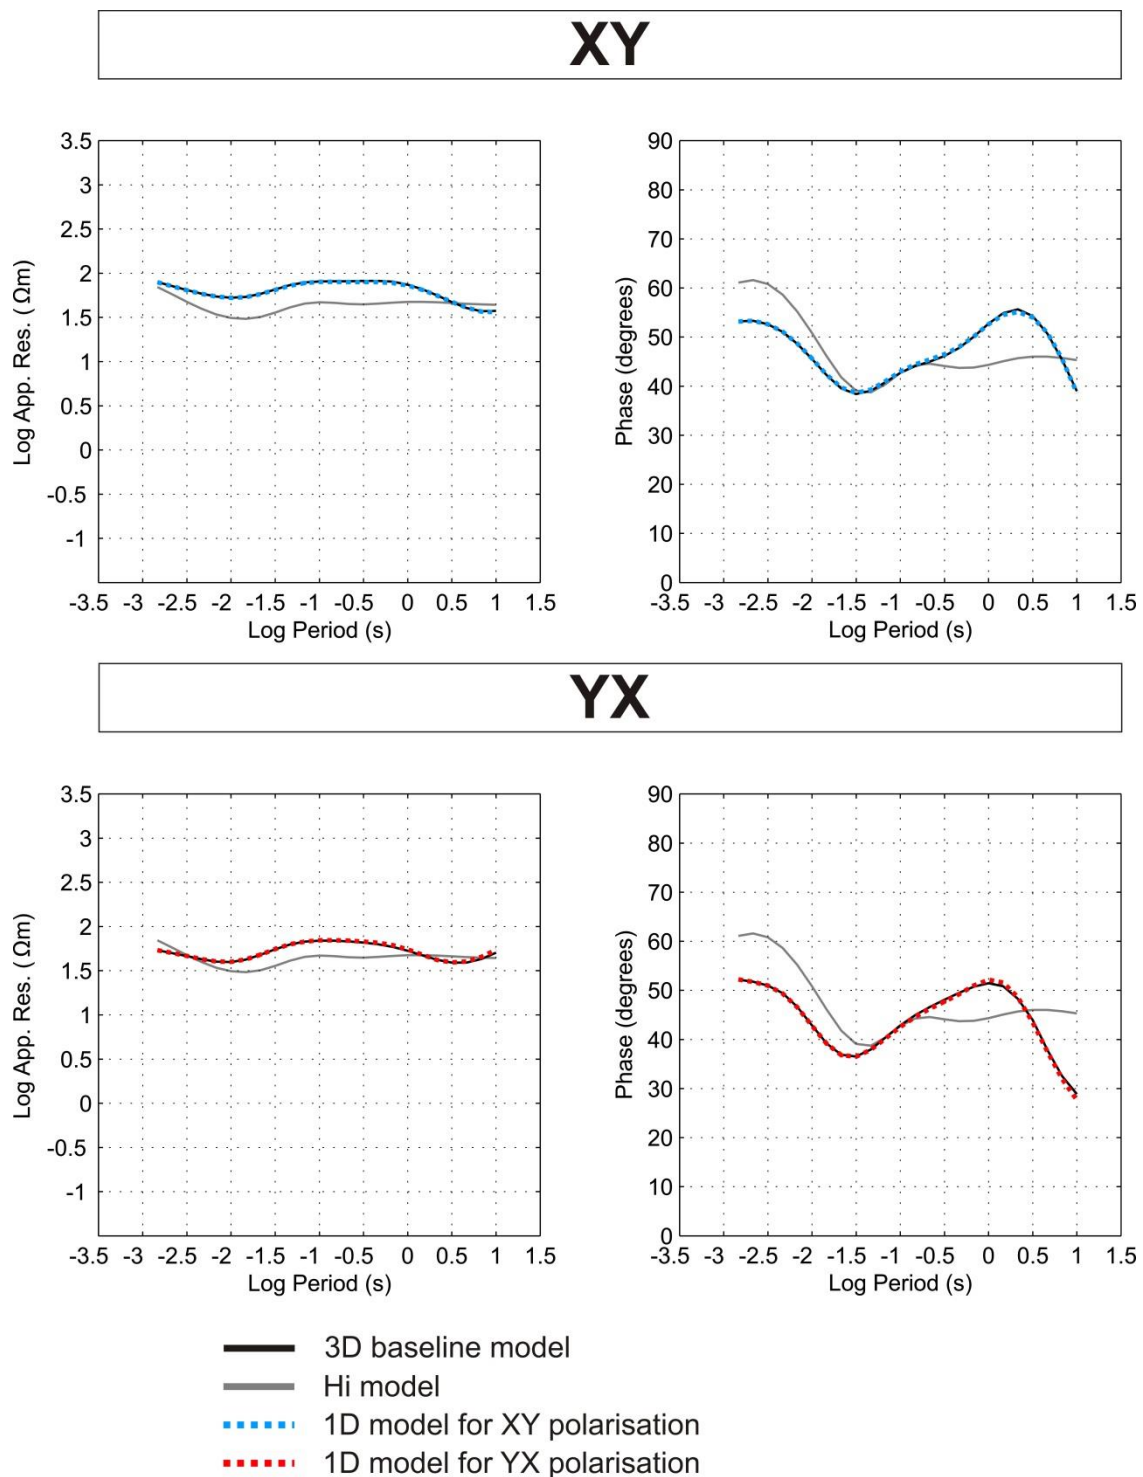 XY
3.5
3
2.5
2
1.5
1
0.5
0
-0.5
-1
Log App. Res. ( Ωm)
-3.5 -3 -2.5 -2 -1.5 -1 -0.5 0 0.5 1 1.5
Log Period (s)
90
80
70
60
50
40
30
20
10
0
Phase (degrees)
-3.5 -3 -2.5 -2 -1.5 -1 -0.5 0 0.5 1 1.5
Log Period (s)
YX
3.5
3
2.5
2
1.5
1
0.5
0
-0.5
-1
Log App. Res. ( Ωm)
-3.5 -3 -2.5 -2 -1.5 -1 -0.5 0 0.5 1 1.5
Log Period (s)
90
80
70
60
50
40
30
20
10
0
Phase (degrees)
-3.5 -3 -2.5 -2 -1.5 -1 -0.5 0 0.5 1 1.5
Log Period (s)
3D baseline model
Hi model
1D model for XY polarisation
1D model for YX polarisation